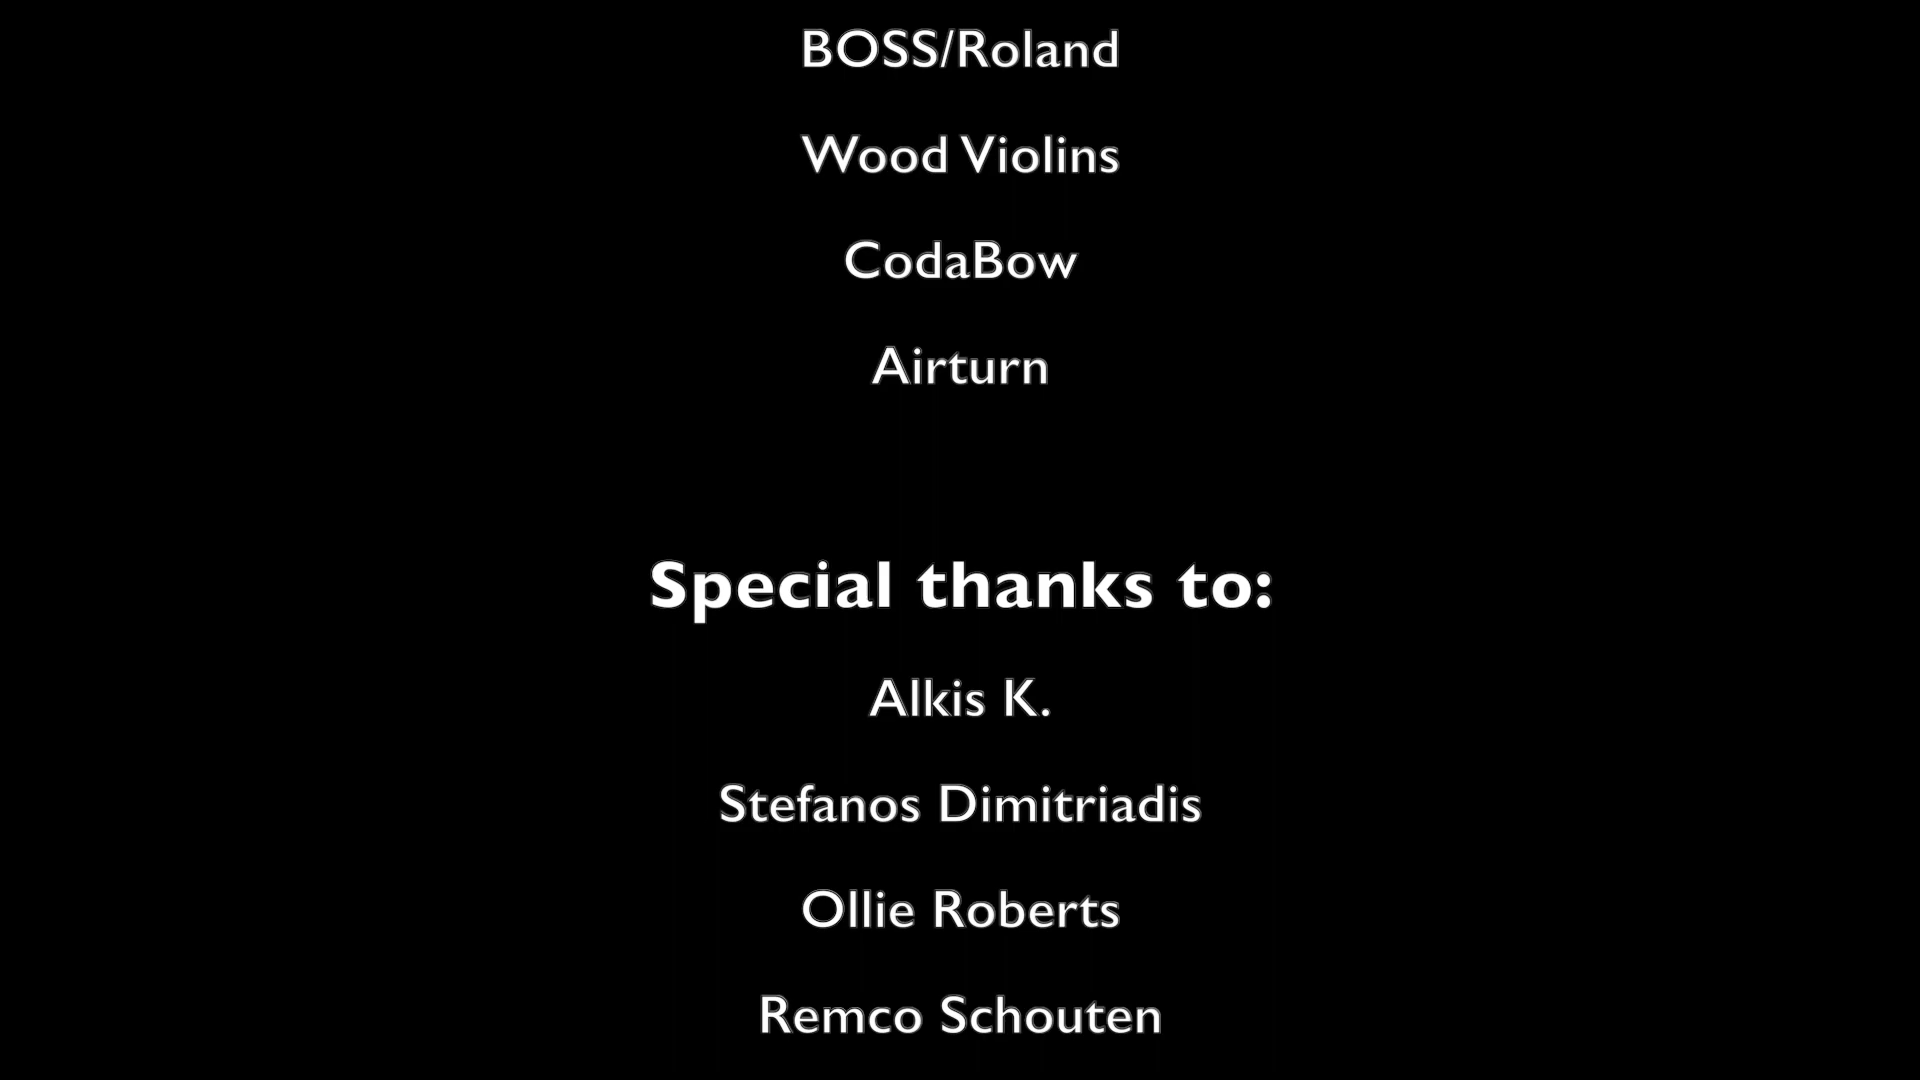 BOSS/Roland
Wood Violins
CodaBow
Airturn
Special thanks to:
Alkis K.
Stefanos Dimitriadis
Ollie Roberts
Remco Schouten